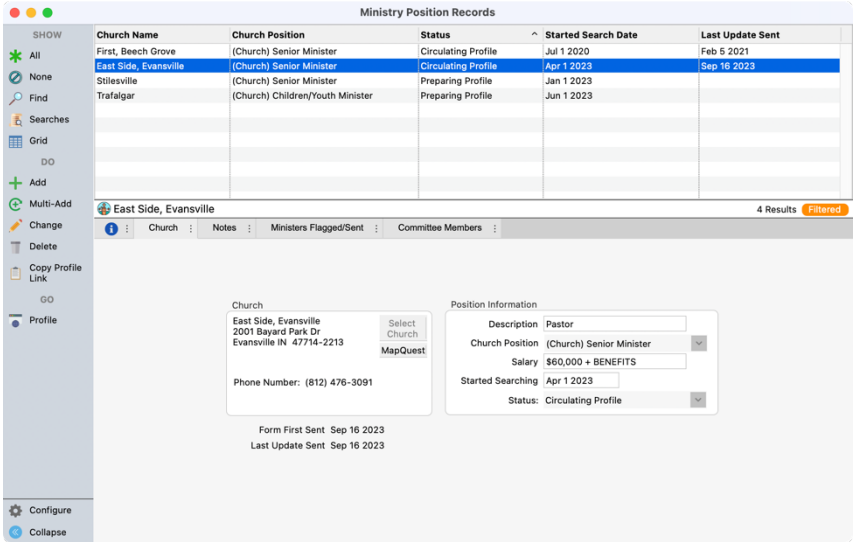 Ministry Position Records
SHOW
All
None
Find
Searches
Grid
DO
Add
Multi-Add
Change
Delete
Copy Profile
Link
GO
Profile
Configure
Collapse
Church Name Church Position Status Started Search Date Last Update Sent
First, Beech Grove (Church) Senior Minister Circulating Profile Jul 1 2020 Feb 5 2021
East Side, Evansville (Church) Senior Minister Circulating Profile Apr 1 2023 Sep 16 2023
Stilesville (Church) Senior Minister Preparing Profile Jan 1 2023
Trafalgar (Church) Children/Youth Minister Preparing Profile Jun 1 2023
East Side, Evansville 4 Results Filtered
Church Notes Ministers Flagged/Sent Committee Members
Church
East Side, Evansville
2001 Bayard Park Dr
Evansville IN 47714-2213
Select
Church
MapQuest
Phone Number: (812) 476-3091
Form First Sent Sep 16 2023
Last Update Sent Sep 16 2023
Position Information
Description Pastor
Church Position (Church) Senior Minister
Salary $60,000 + BENEFITS
Started Searching Apr 1 2023
Status: Circulating Profile